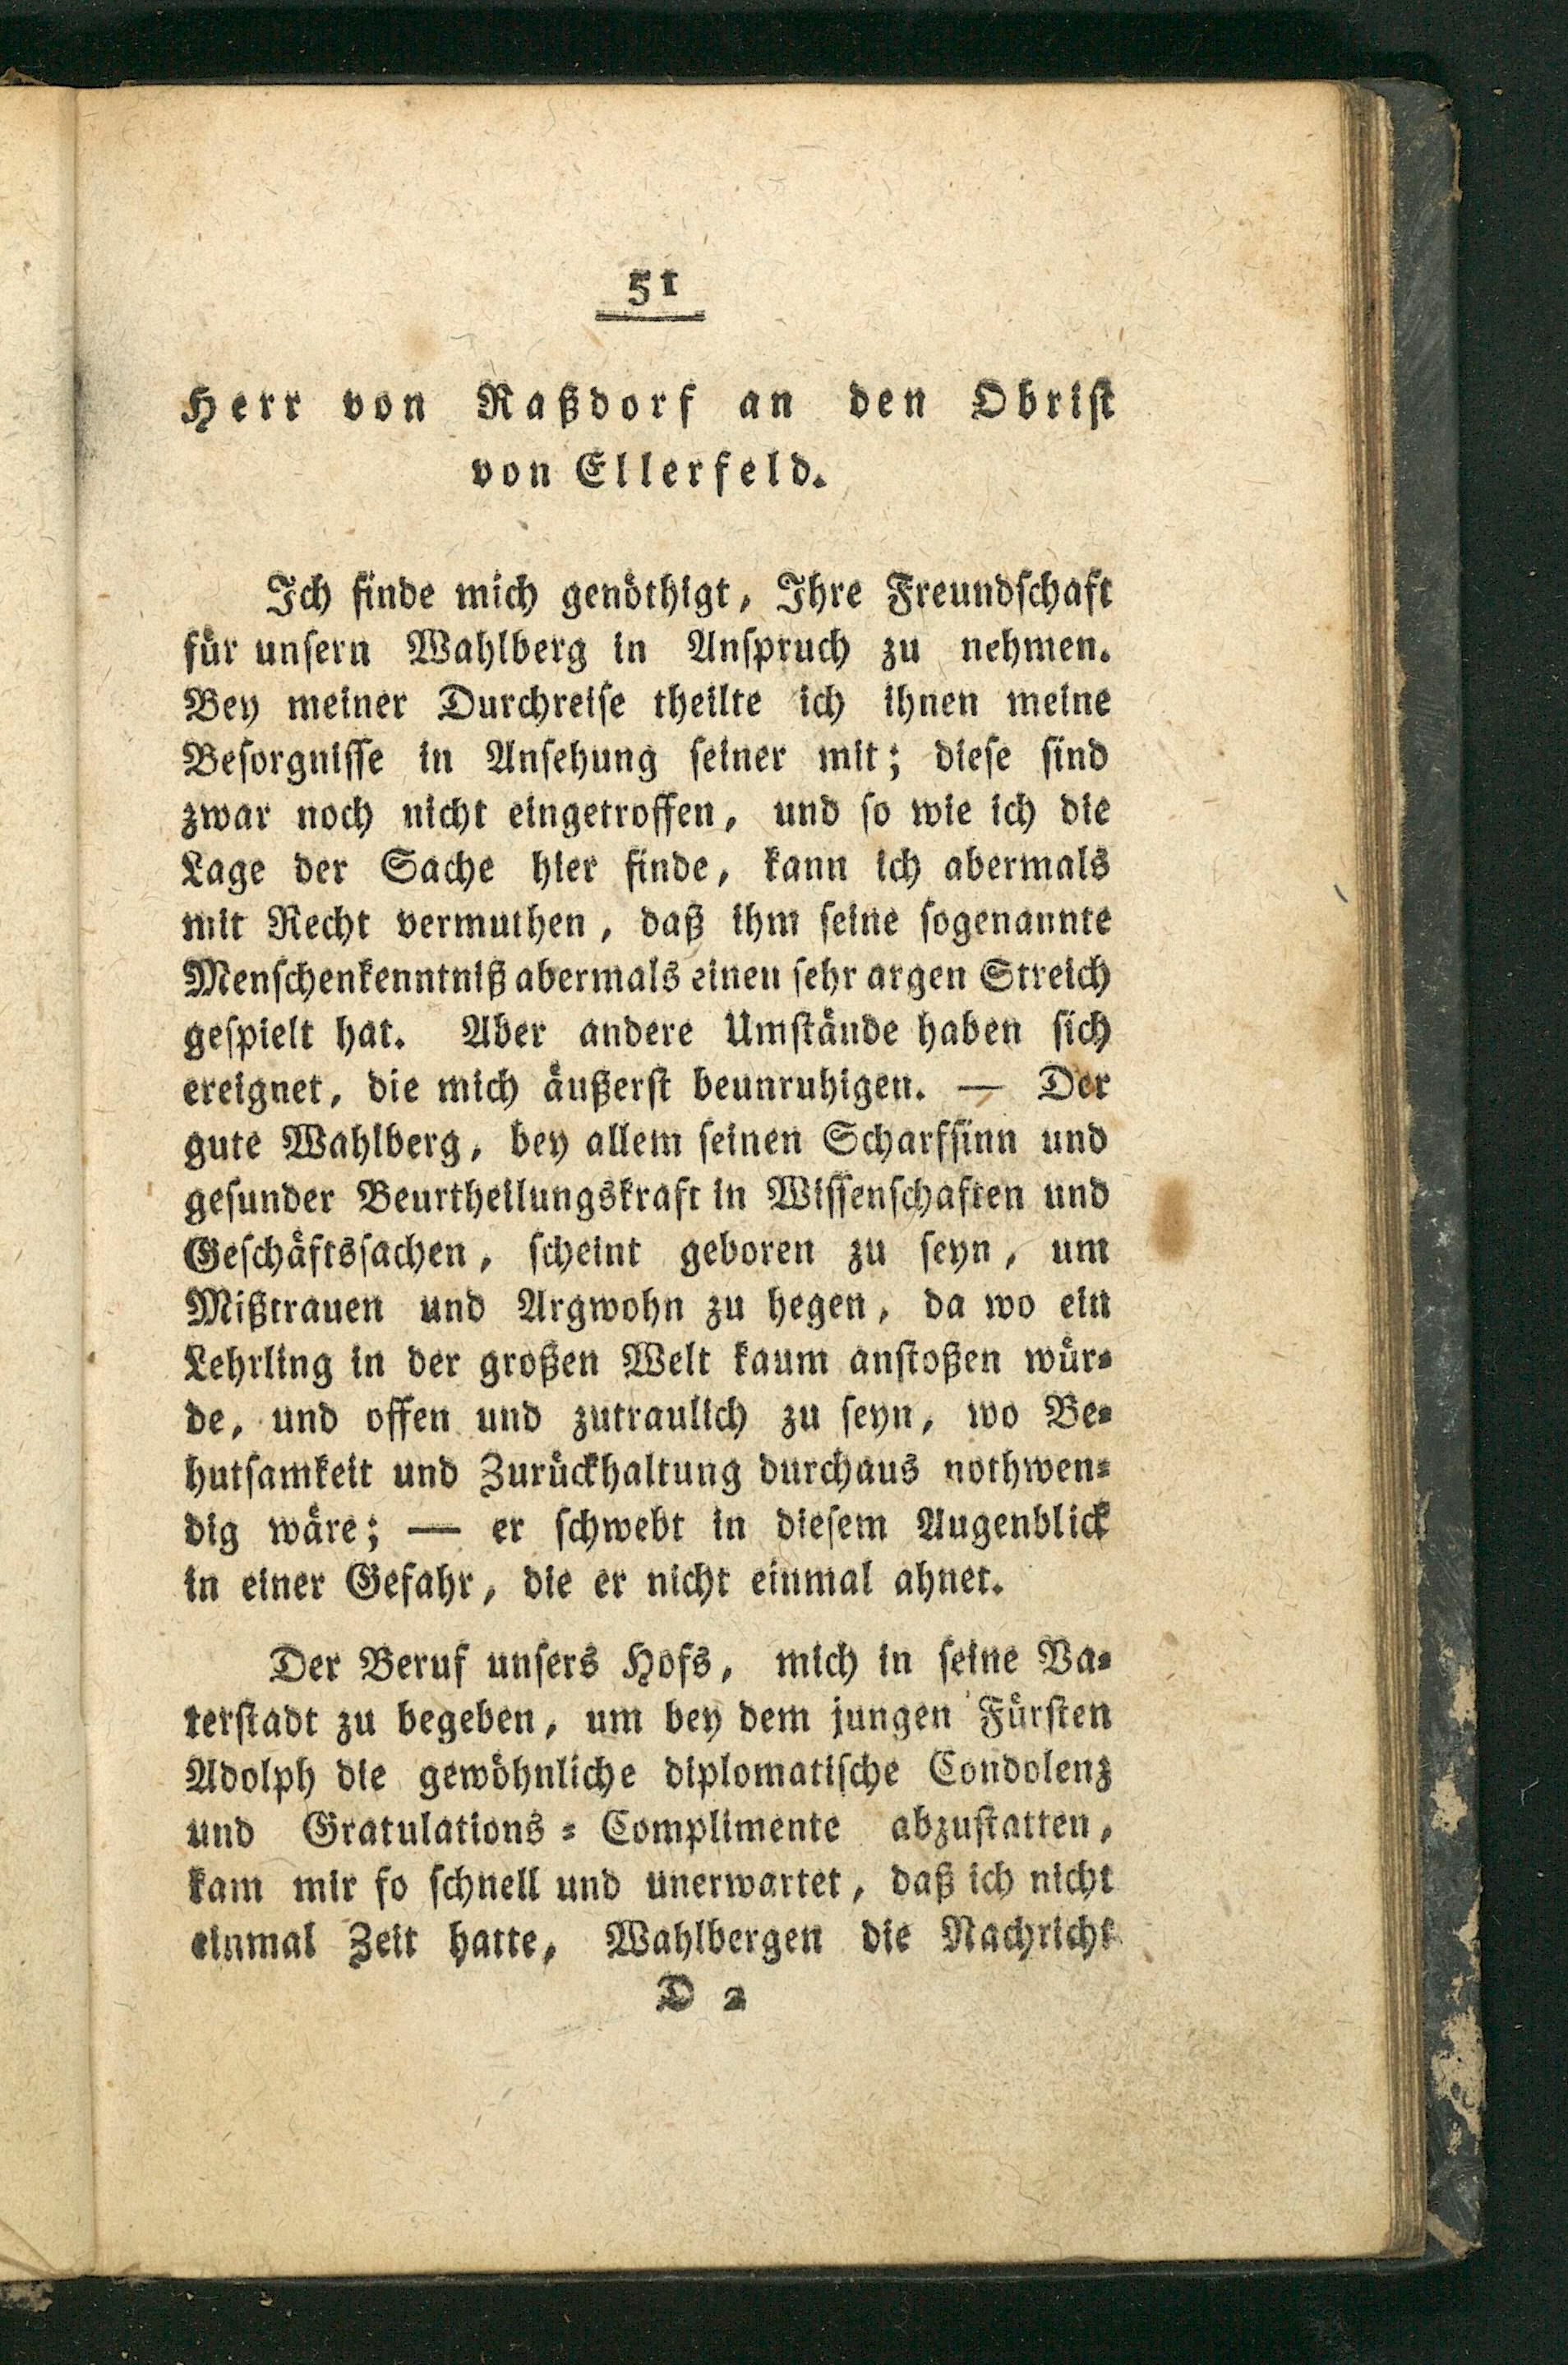 51
Herr von Raßdorf an den Obrist
von Ellerfeld.
Ich finde mich genöthigt, Ihre Freundschaft
für unsern Wahlberg in Anspruch zu nehmen.
Bey meiner Durchreise theilte ich ihnen meine
Besorgnisse in Ansehung seiner mit; diese sind
zwar noch nicht eingetroffen, und so wie ich die
Lage der Sache hier finde, kann ich abermals
mit Recht vermuthen, daß ihm seine sogenannte
Menschenkenntniß abermals einen sehr argen Streich
gespielt hat. Aber andere Umstände haben sich
ereignet, die mich äußerst beunruhigen. — Der
gute Wahlberg, bey allem seinen Scharfsinn und
gesunder Beurtheilungskraft in Wissenschaften und
Geschäftssachen, scheint geboren zu seyn, um
Mißtrauen und Argwohn zu hegen, da wo ein
Lehrling in der großen Welt kaum anstoßen wür-
de, und offen und zutraulich zu seyn, wo Be-
hutsamkeit und Zurückhaltung durchaus nothwen-
dig wäre; — er schwebt in diesem Augenblick
in einer Gefahr, die er nicht einmal ahnet.
Der Beruf unsers Hofs, mich in seine Va-
terstadt zu begeben, um bey dem jungen Fürsten
Adolph die gewöhnliche diplomatische Condolenz
und Gratulations-Complimente abzustatten,
kam mir so schnell und unerwartet, daß ich nicht
einmal Zeit hatte, Wahlbergen die Nachricht
D 2